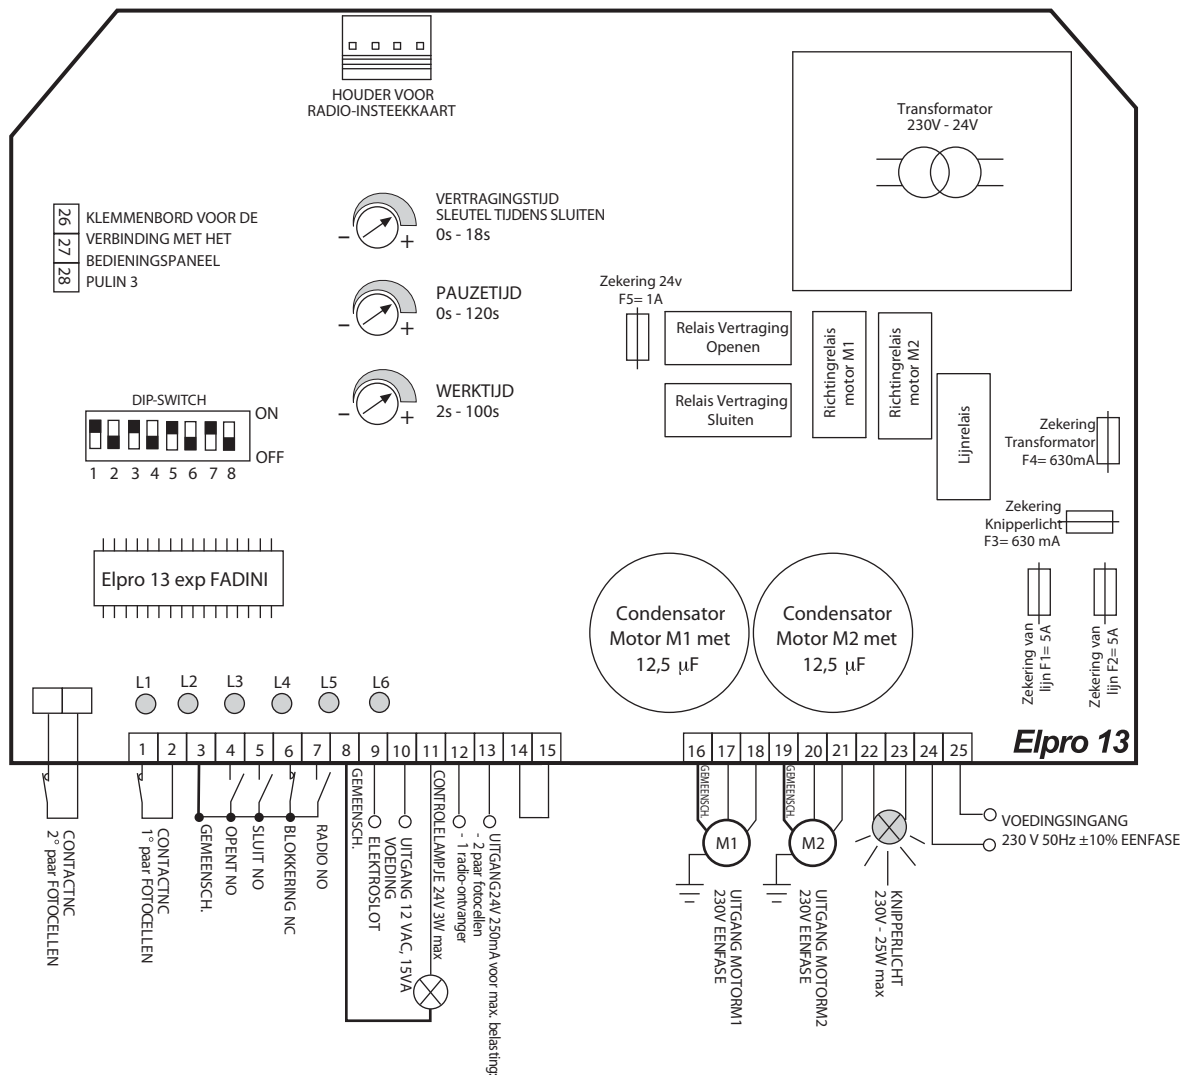 HOUDER VOOR
RADIO-INSTEEKKAART
Transformator
230V - 24V
26 KLEMMENBORD VOOR DE
27 VERBINDING MET HET
BEDIENINGSPANEEL
28 PULIN 3
VERTRAGINGSTIJD
SLEUTEL TIJDENS SLUITEN
0s - 18s
- +
PAUZETIJD
0s - 120s
- +
WERKTIJD
2s - 100s
- +
Zekering 24v
F5= 1A
Relais Vertraging
Openen
Relais Vertraging
Sluiten
Richtingrelais
motor M1
Richtingrelais
motor M2
Lijnrelais
Zekering
Transformator
F4= 630mA
Zekering
Knipperlicht
F3= 630 mA
Zekering van
lijn F1= 5A
Zekering van
lijn F2= 5A
DIP-SWITCH
ON
OFF
1 2 3 4 5 6 7 8
Elpro 13 exp FADINI
Condensator
Motor M1 met
12,5 µF
Condensator
Motor M2 met
12,5 µF
L1 L2 L3 L4 L5 L6
1 2 3 4 5 6 7 8 9 10 11 12 13 14 15
16 17 18 19 20 21 22 23 24 25
Elpro 13
CONTACTNC
2° paar FOTOCELLEN
CONTACTNC
1° paar FOTOCELLEN
GEMEENSCH.
OPENT NO
SLUIT NO
BLOKKERING NC
RADIO NO
GEMEENSCH.
ELEKTROSLOT
VOEDING
UITGANG 12 VAC, 15VA
CONTROLELAMPJE 24V 3W max
- 1 radio-ontvanger
- 2 paar fotocellen
UITGANG24V 250mA voor max. belasting:
GEMEENSCH.
M1
UITGANG MOTORM1
230V EENFASE
GEMEENSCH.
M2
UITGANG MOTORM2
230V EENFASE
KNIPPERLICHT
230V - 25W max
VOEDINGSINGANG
230 V 50Hz ±10% EENFASE